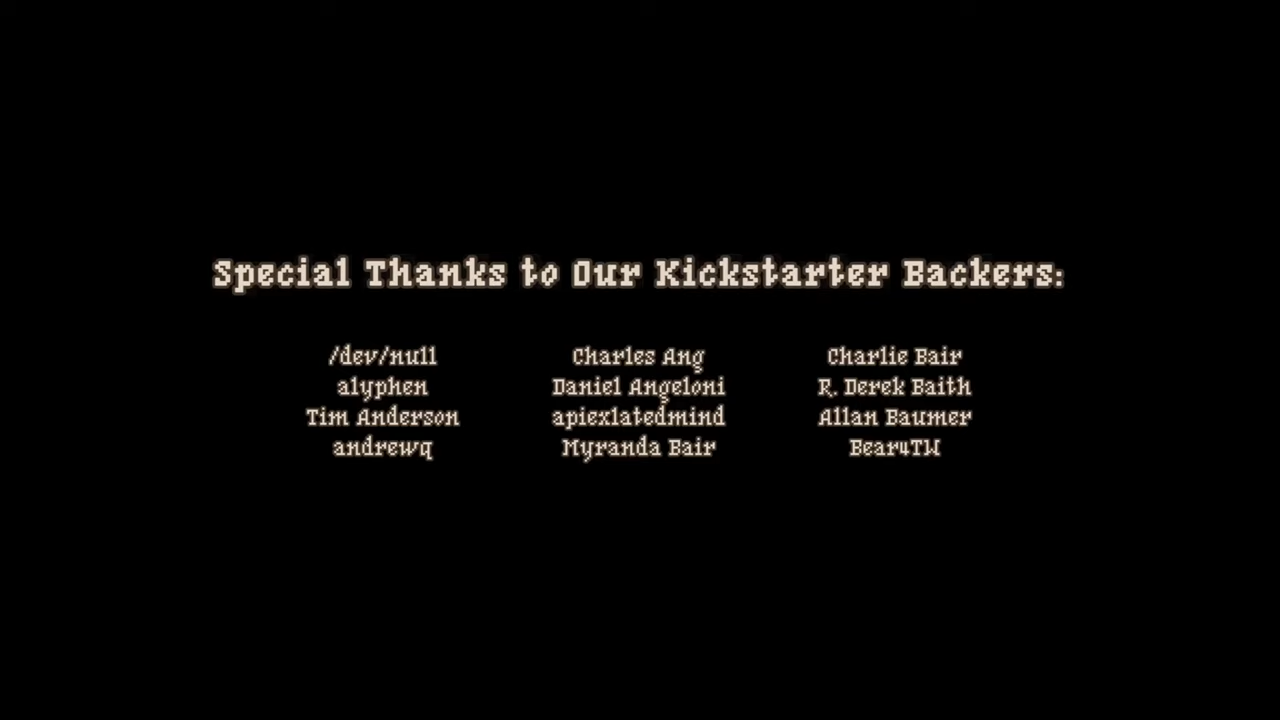 Special Thanks to Our Kickstarter Backers:
/dev/null
alyphen
Tim Anderson
andrewq
Charles Ang
Daniel Angeloni
apiexlatedmind
Myranda Bair
Charlie Bair
R. Derek Baith
Allan Baumer
Bear4TW